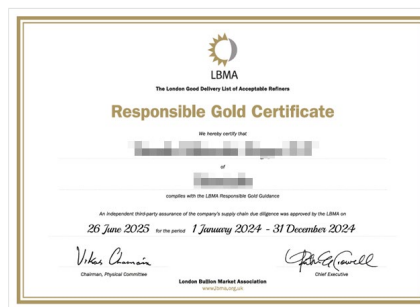 LBMA
The London Good Delivery List of Acceptable Refiners
Responsible Gold Certificate
We hereby certify that
of
complies with the LBMA Responsible Gold Guidance
An independent third-party assurance of the company's supply chain due diligence was approved by the LBMA on
26 June 2025 for the period 1 January 2024 - 31 December 2024
Chairman, Physical Committee
Chief Executive
London Bullion Market Association
www.lbma.org.uk